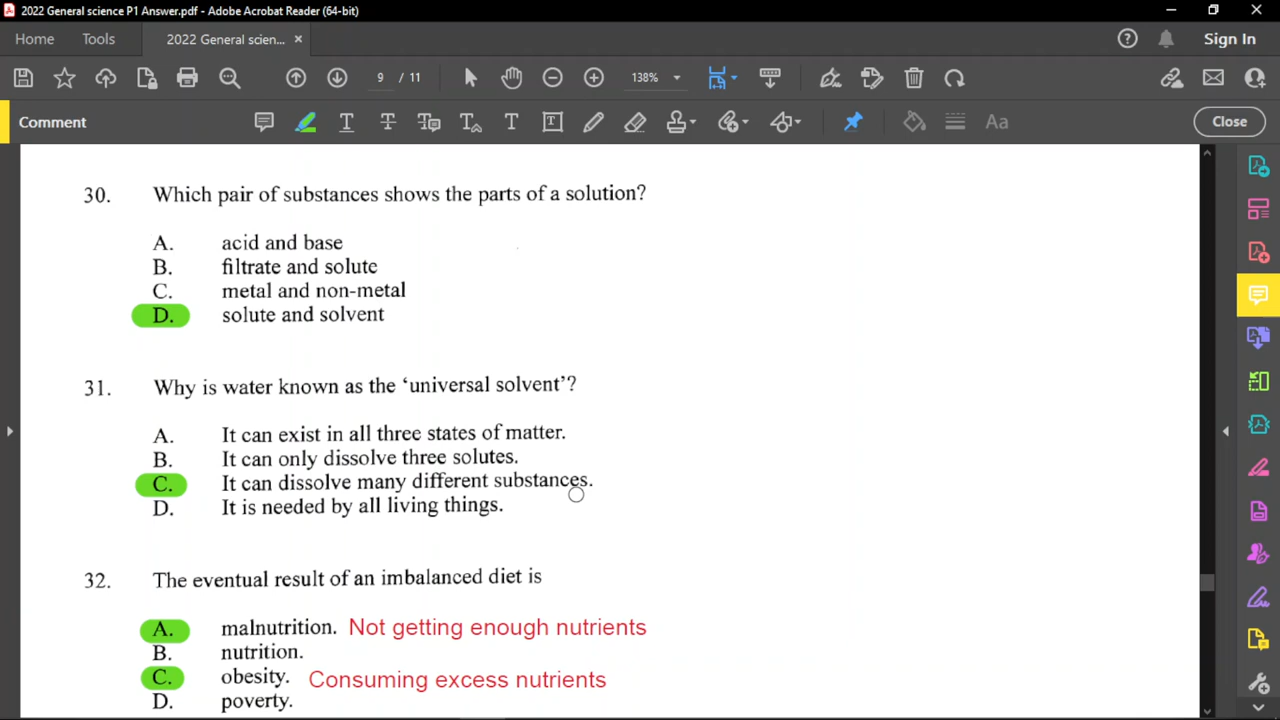 2022 General science P1 Answer.pdf - Adobe Acrobat Reader (64-bit)
Home Tools 2022 General scien... Sign In
9 / 11 138%
Comment Close
30. Which pair of substances shows the parts of a solution?
A. acid and base
B. filtrate and solute
C. metal and non-metal
D. solute and solvent
31. Why is water known as the ‘universal solvent’?
A. It can exist in all three states of matter.
B. It can only dissolve three solutes.
C. It can dissolve many different substances.
D. It is needed by all living things.
32. The eventual result of an imbalanced diet is
A. malnutrition. Not getting enough nutrients
B. nutrition.
C. obesity. Consuming excess nutrients
D. poverty.